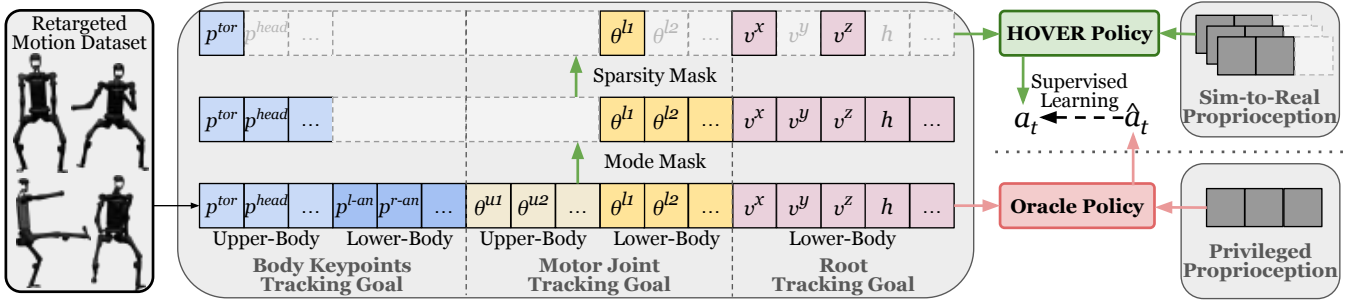 Retargeted
Motion Dataset
p^tor p^head ... θ^l1 θ^l2 ... v^x v^y v^z h ...
Sparsity Mask
p^tor p^head ... θ^l1 θ^l2 ... v^x v^y v^z h ...
Mode Mask
p^tor p^head ... p^l-an p^r-an ... θ^u1 θ^u2 ... θ^l1 θ^l2 ... v^x v^y v^z h ...
Upper-Body Lower-Body Upper-Body Lower-Body Lower-Body
Body Keypoints
Tracking Goal
Motor Joint
Tracking Goal
Root
Tracking Goal
HOVER Policy
Supervised
Learning
a_t â_t
Oracle Policy
Sim-to-Real
Proprioception
Privileged
Proprioception